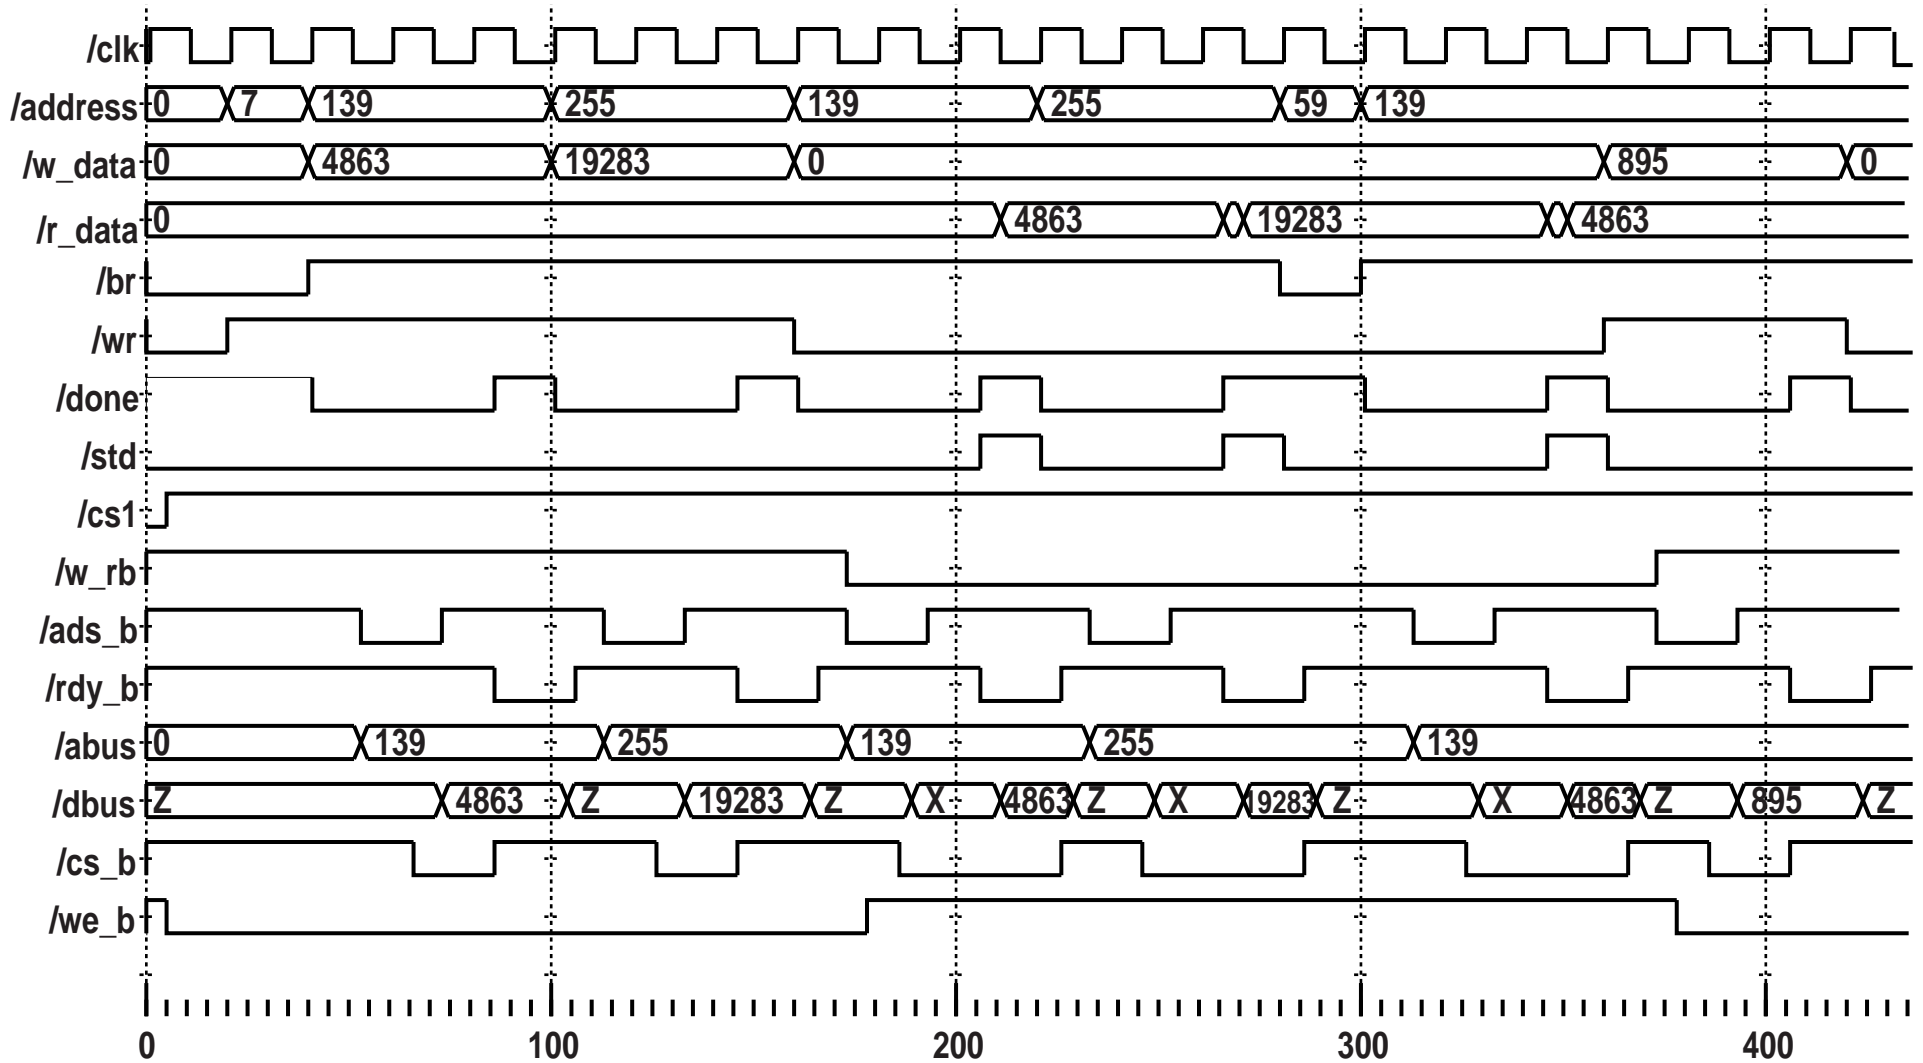 /clk
/address 0 7 139 255 139 255 59 139
/w_data 0 4863 19283 0 895 0
/r_data 0 4863 19283 4863
/br
/wr
/done
/std
/cs1
/w_rb
/ads_b
/rdy_b
/abus 0 139 255 139 255 139
/dbus Z 4863 Z 19283 Z X 4863 Z X 19283 Z X 4863 Z 895 Z
/cs_b
/we_b
0 100 200 300 400